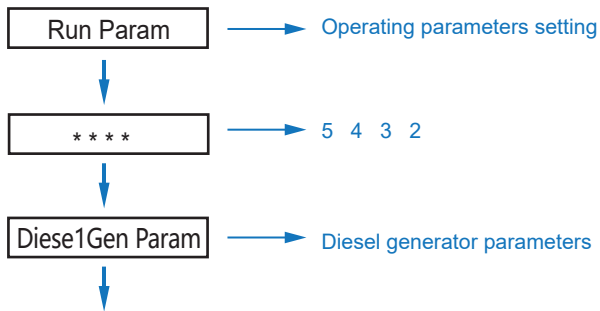 Run Param
Operating parameters setting
* * * *
5 4 3 2
Diese1Gen Param
Diesel generator parameters